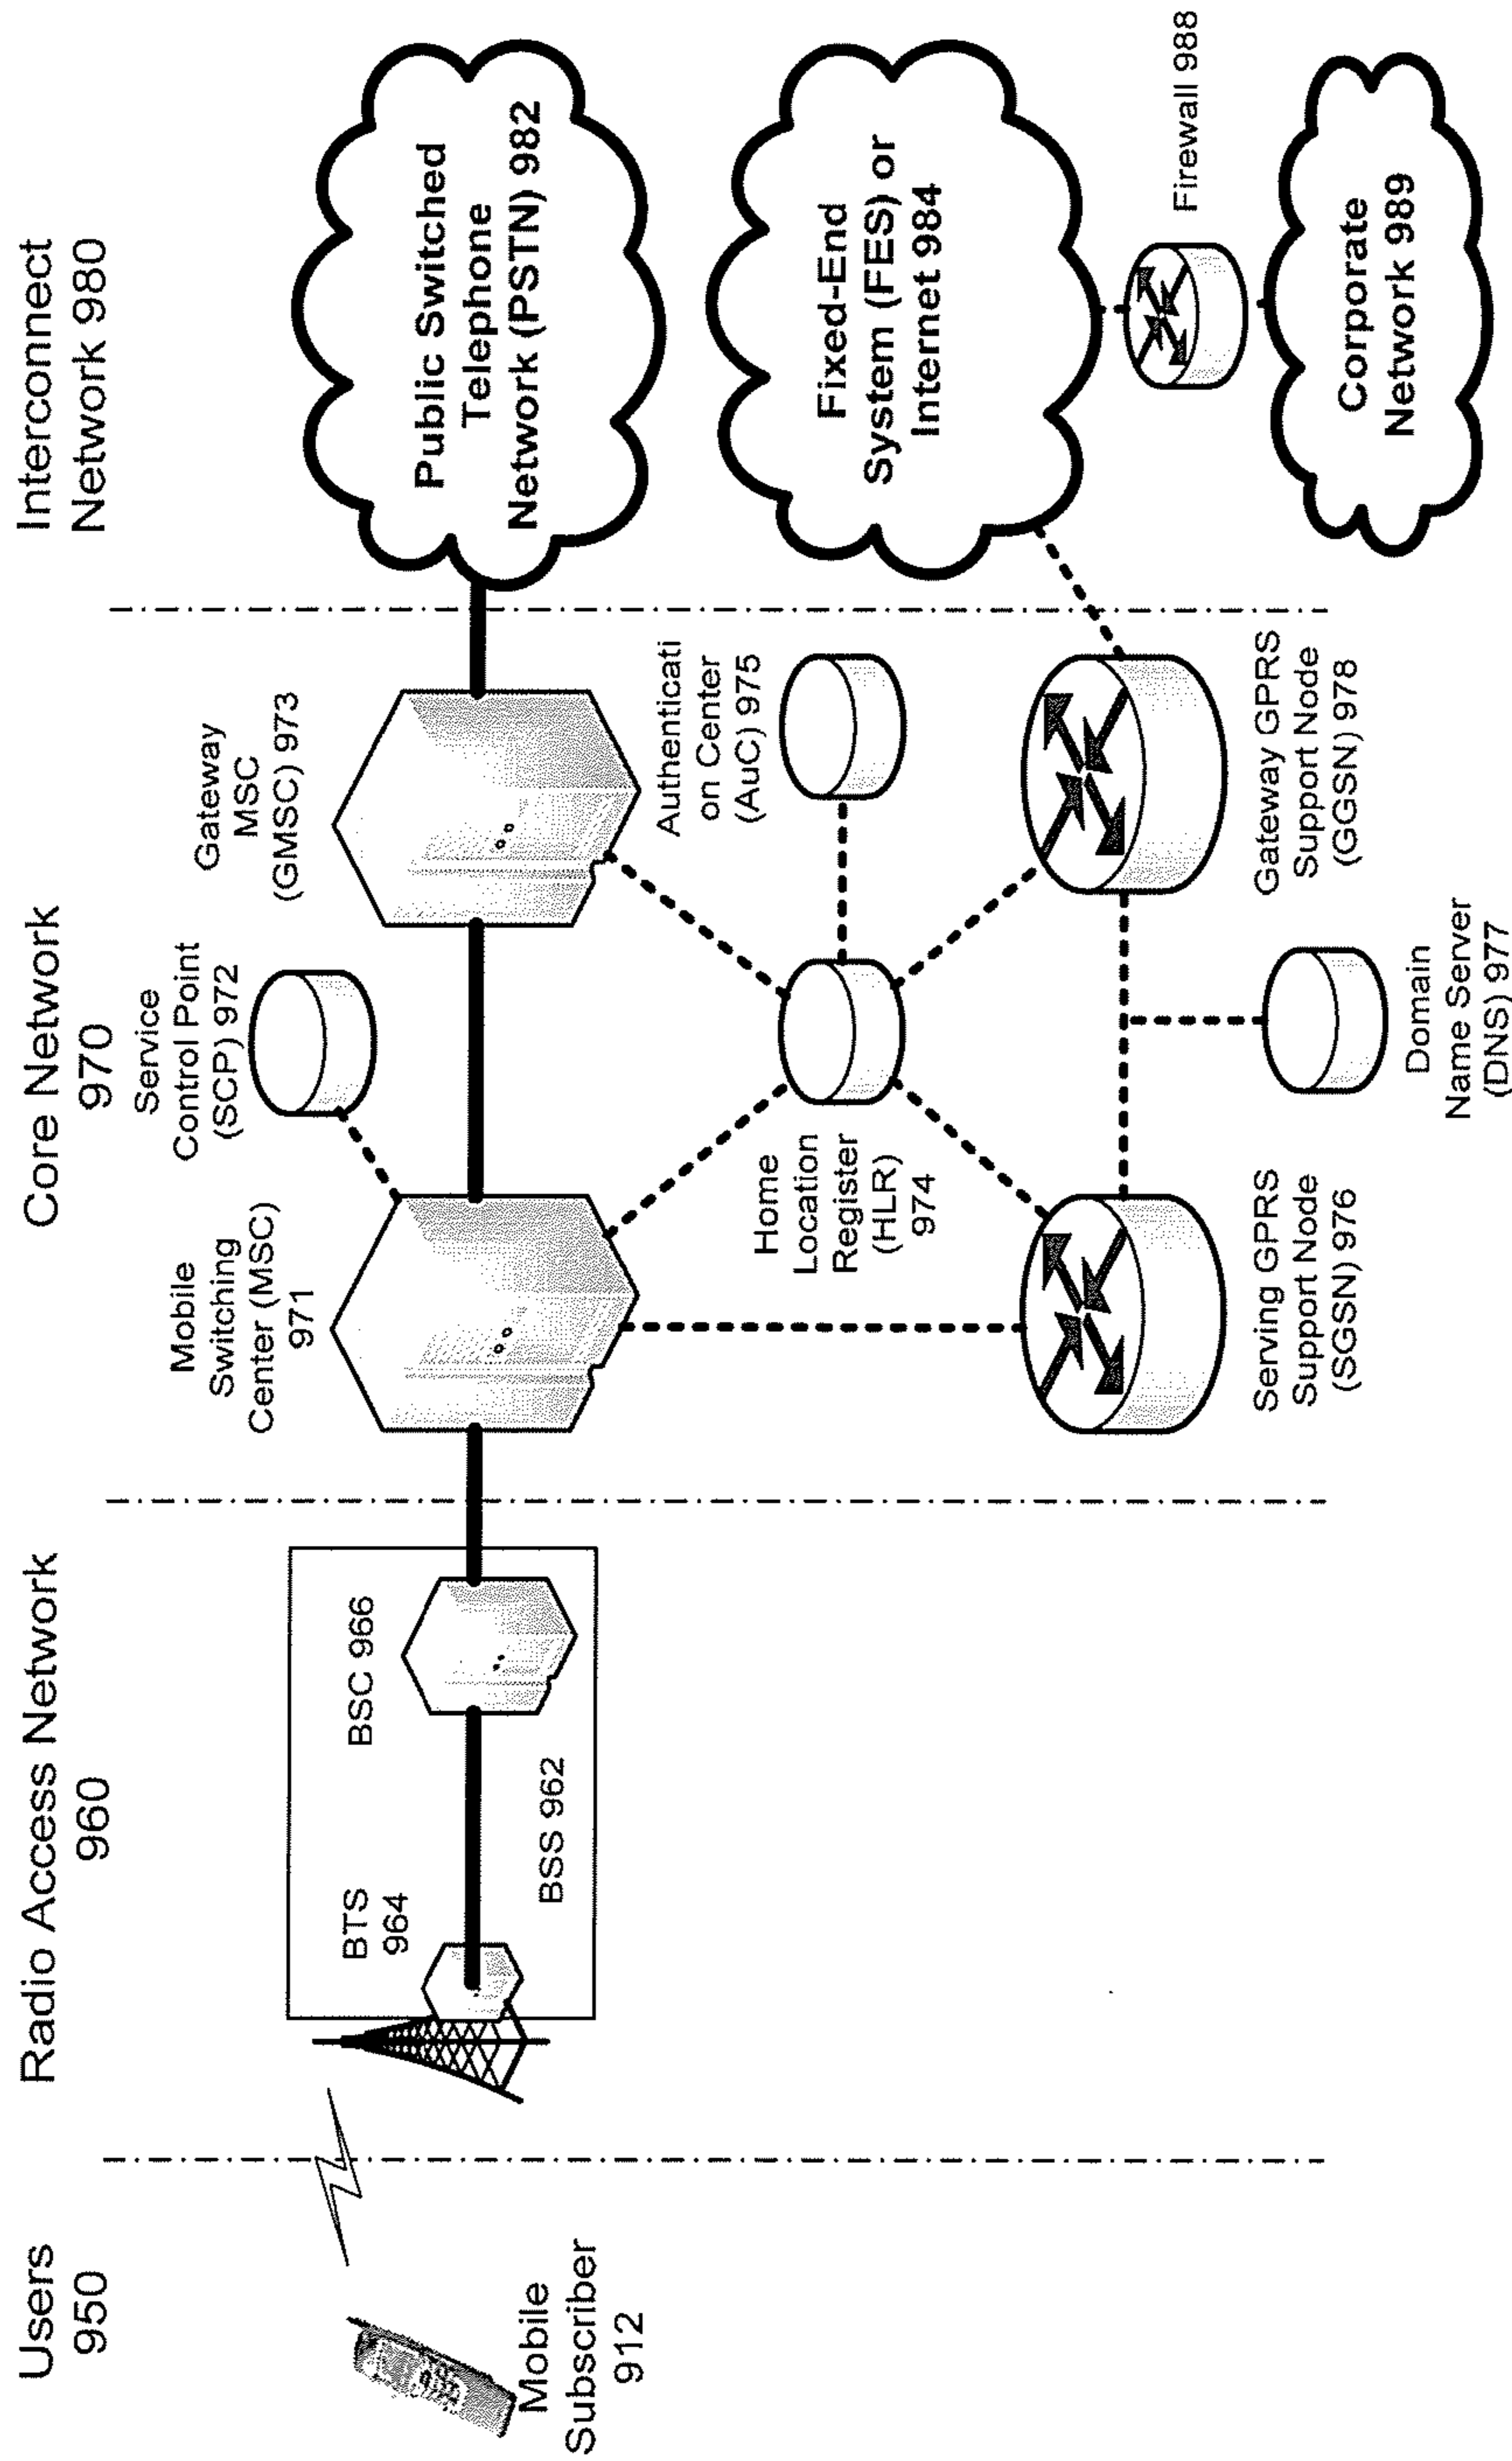 Users
950
Radio Access Network
960
Core Network
970
Interconnect
Network 980
Mobile
Subscriber
912
BTS
964
BSC 966
BSS 962
Mobile
Switching
Center (MSC)
971
Service
Control Point
(SCP) 972
Gateway
MSC
(GMSC) 973
Public Switched
Telephone
Network (PSTN) 982
Home
Location
Register
(HLR)
974
Authenticati
on Center
(AuC) 975
Fixed-End
System (FES) or
Internet 984
Serving GPRS
Support Node
(SGSN) 976
Domain
Name Server
(DNS) 977
Gateway GPRS
Support Node
(GGSN) 978
Firewall 988
Corporate
Network 989